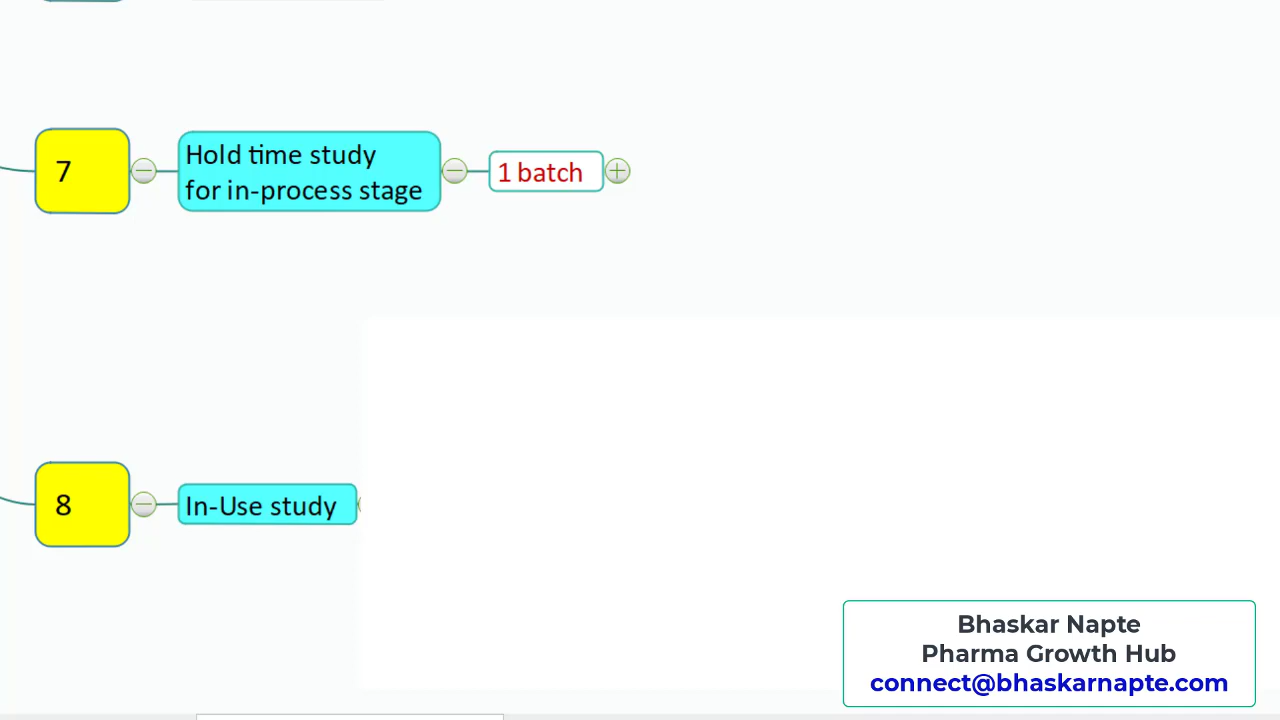 7
Hold time study
for in-process stage
1 batch
8
In-Use study
Bhaskar Napte
Pharma Growth Hub
connect@bhaskarnapte.com